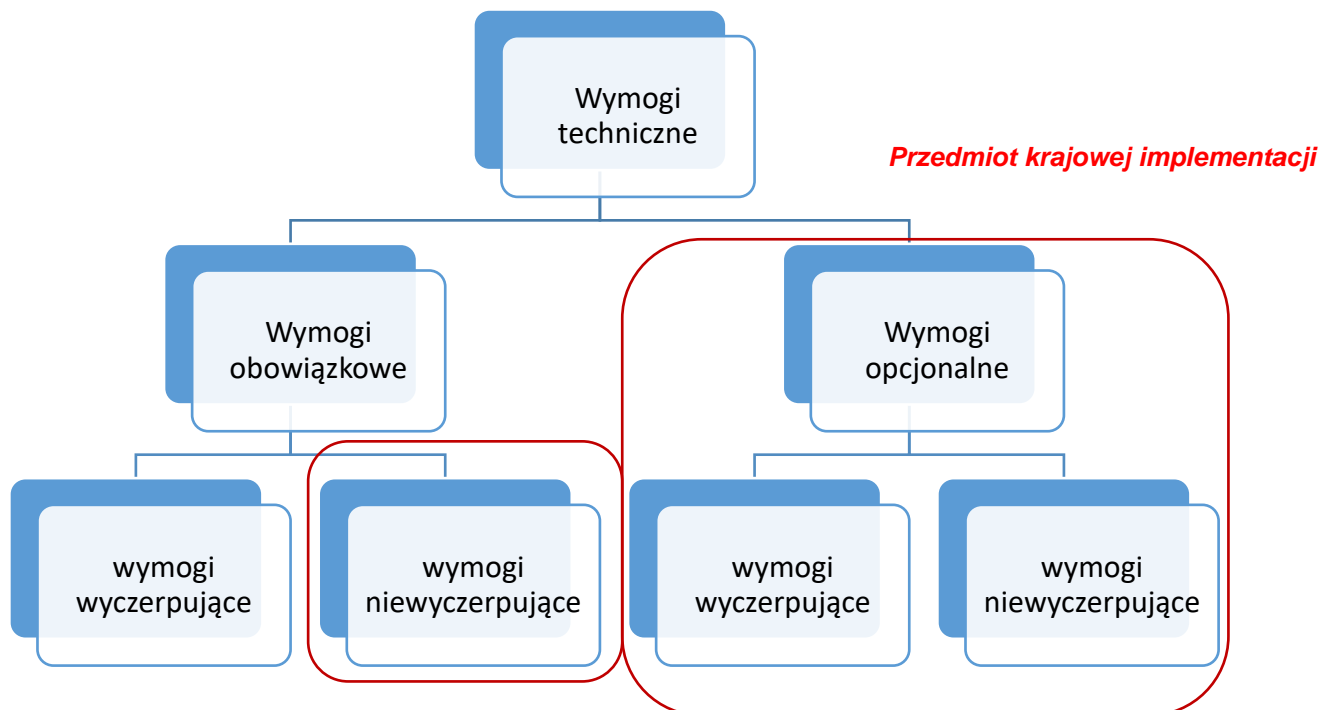 Wymogi
techniczne
Przedmiot krajowej implementacji
Wymogi
obowiązkowe
Wymogi
opcjonalne
wymogi
wyczerpujące
wymogi
niewyczerpujące
wymogi
wyczerpujące
wymogi
niewyczerpujące